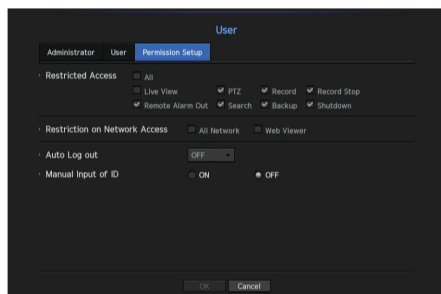 User
Administrator User Permission Setup
Restricted Access All
Live View PTZ Record Record Stop
Remote Alarm Out Search Backup Shutdown
Restriction on Network Access All Network Web Viewer
Auto Log out OFF
Manual Input of ID ON OFF
OK Cancel